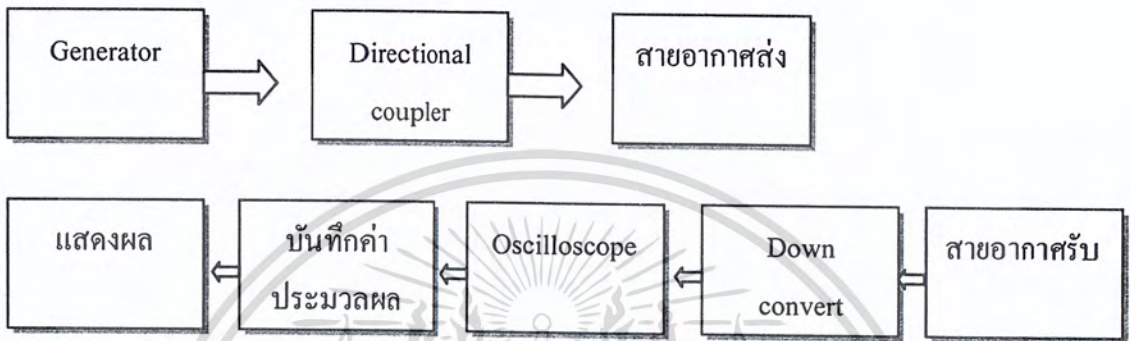 Generator
Directional
coupler
สายอากาศส่ง
แสดงผล
บันทึกค่า
ประมวลผล
Oscilloscope
Down
convert
สายอากาศรับ